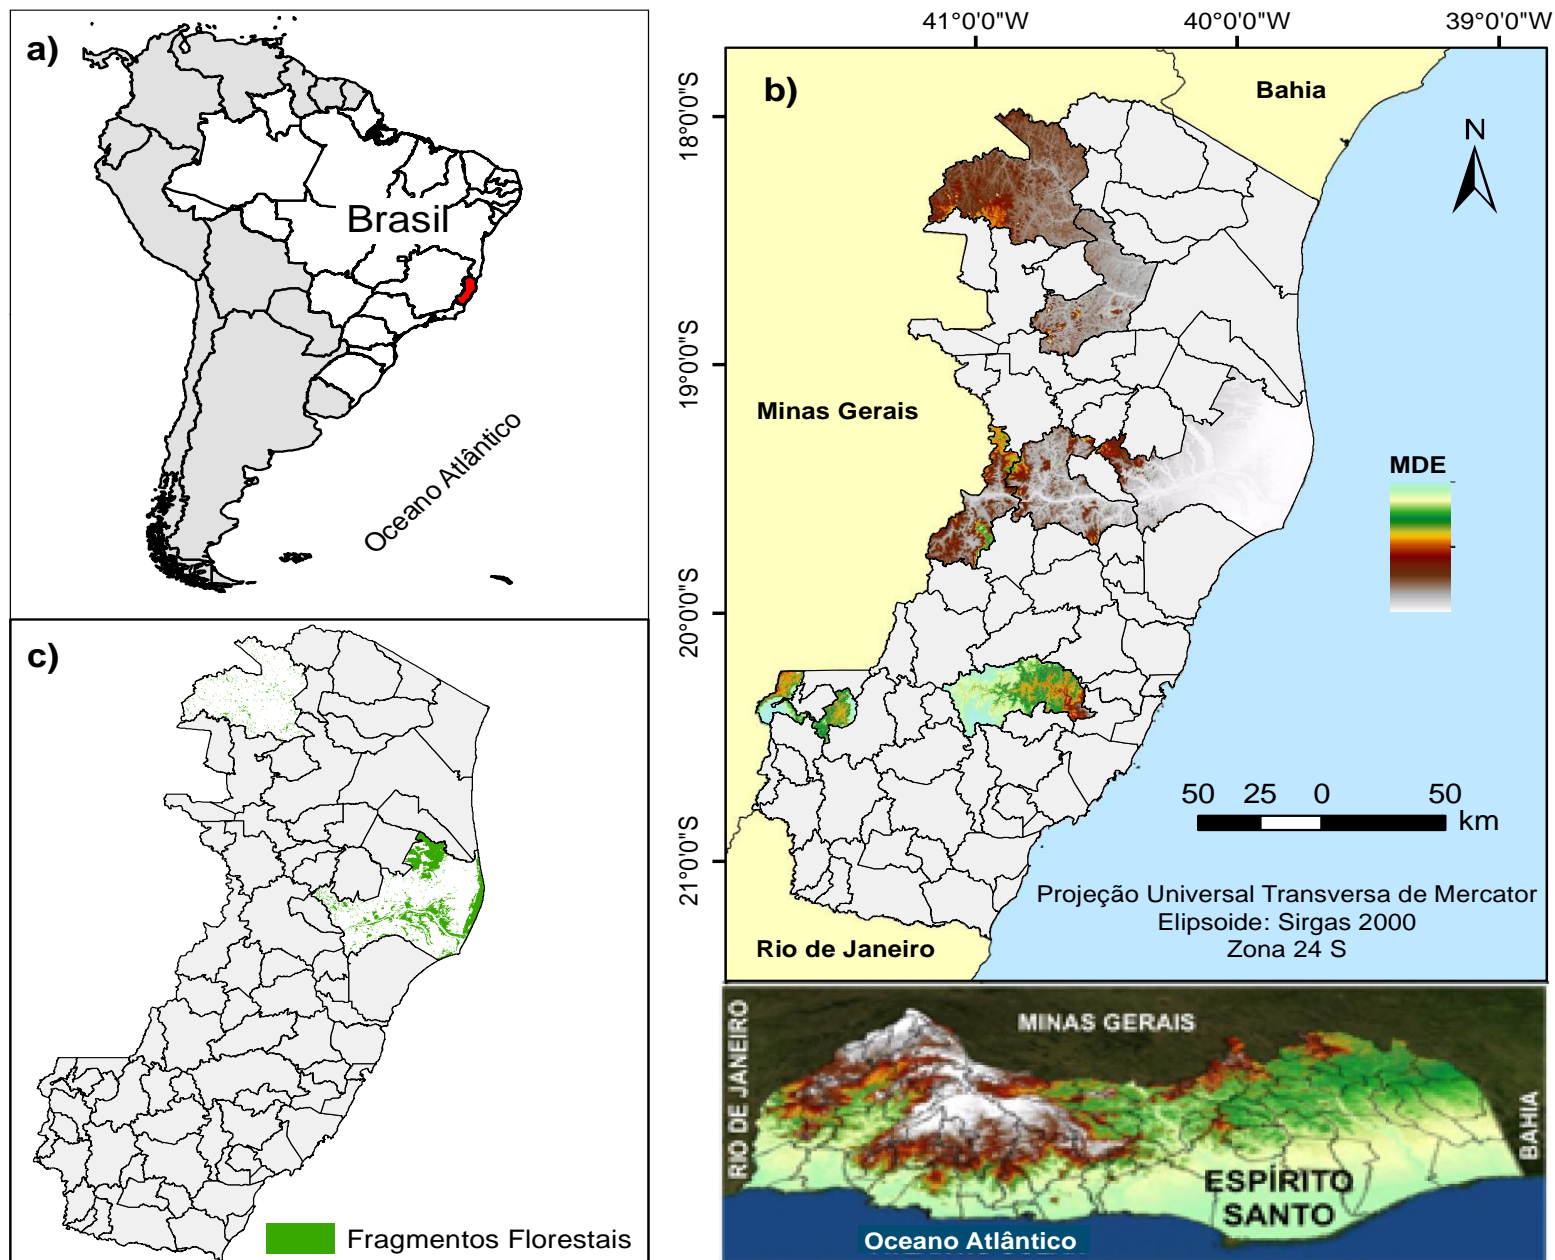 a)
Brasil
Oceano Atlântico
41°0'0"W
40°0'0"W
39°0'0"W
18°0'0"S
19°0'0"S
20°0'0"S
21°0'0"S
b)
Bahia
N
Minas Gerais
MDE
50 25 0 50
km
Projeção Universal Transversa de Mercator
Elipsoide: Sirgas 2000
Zona 24 S
Rio de Janeiro
c)
Fragmentos Florestais
RIO DE JANEIRO
MINAS GERAIS
BAHIA
ESPÍRITO
SANTO
Oceano Atlântico